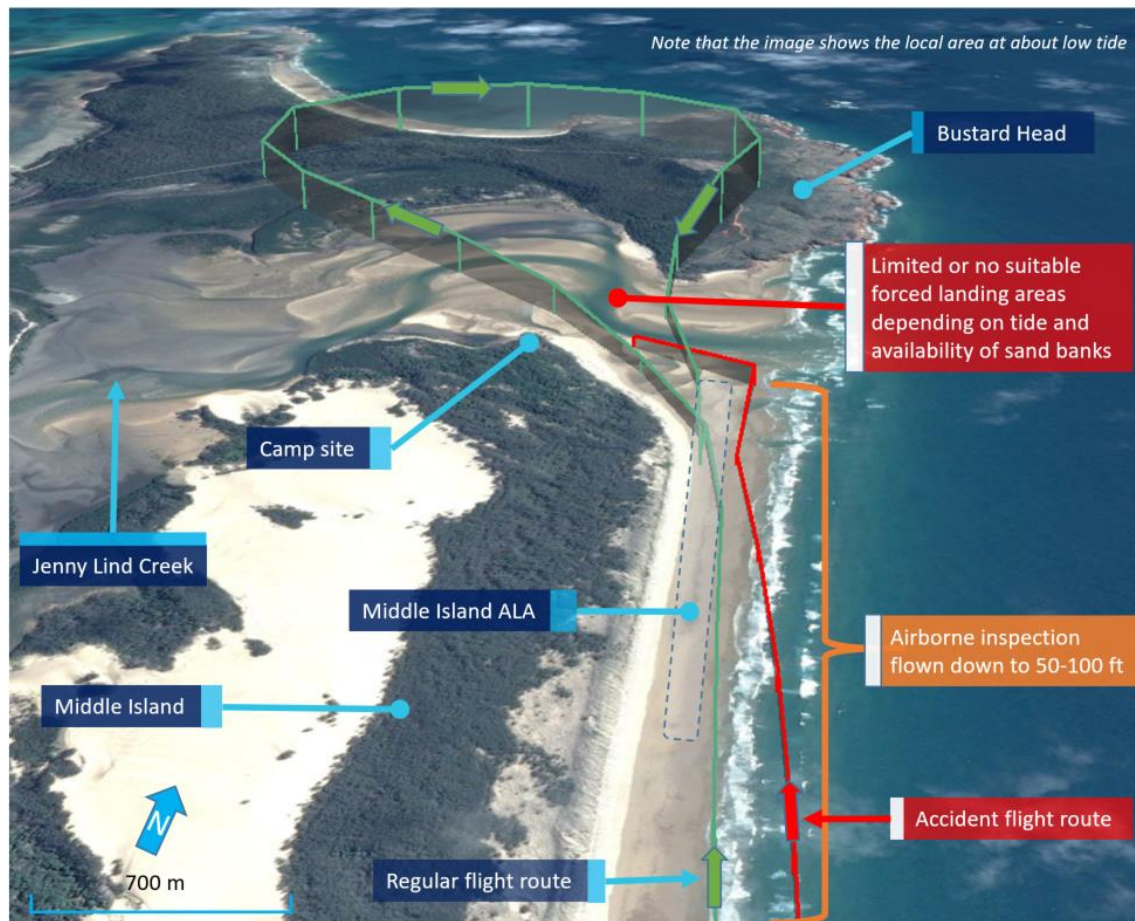 Note that the image shows the local area at about low tide
Bustard Head
Limited or no suitable
forced landing areas
depending on tide and
availability of sand banks
Camp site
Jenny Lind Creek
Middle Island ALA
Airborne inspection
flown down to 50-100 ft
Middle Island
N
Accident flight route
700 m
Regular flight route